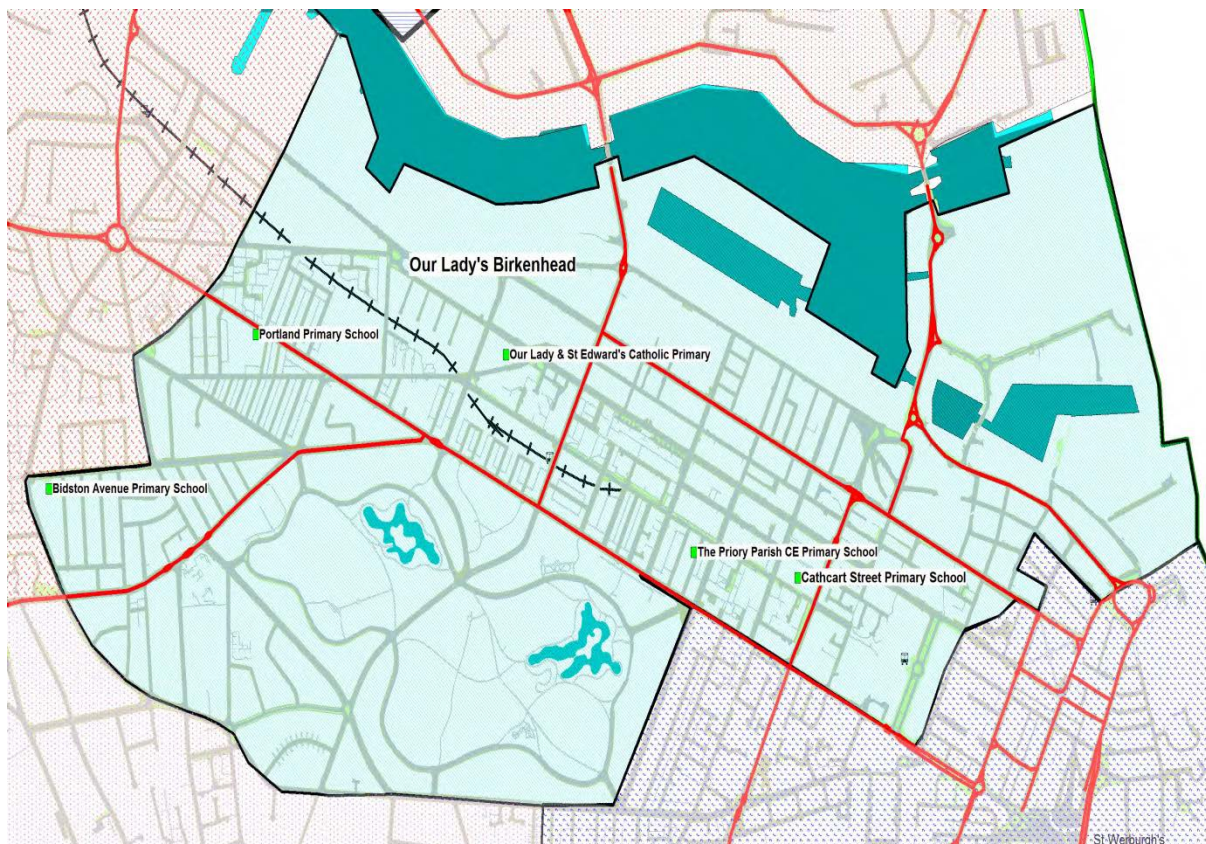 Our Lady's Birkenhead
Portland Primary School
Our Lady & St Edward's Catholic Primary
Bidston Avenue Primary School
The Priory Parish CE Primary School
Cathcart Street Primary School
St Werburgh's